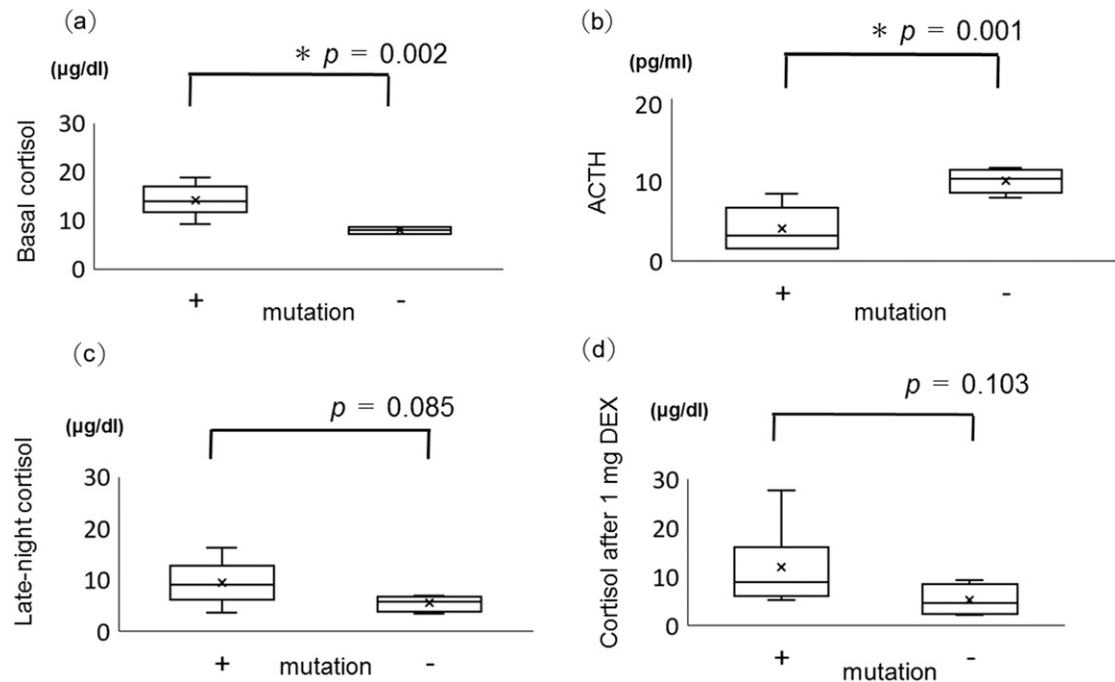 (a)
* p = 0.002
(μg/dl)
Basal cortisol
30
20
10
0
+
mutation
-
(b)
* p = 0.001
(pg/ml)
ACTH
20
10
0
+
mutation
-
(c)
p = 0.085
(μg/dl)
Late-night cortisol
30
20
10
0
+
mutation
-
(d)
p = 0.103
(μg/dl)
Cortisol after 1 mg DEX
30
20
10
0
+
mutation
-